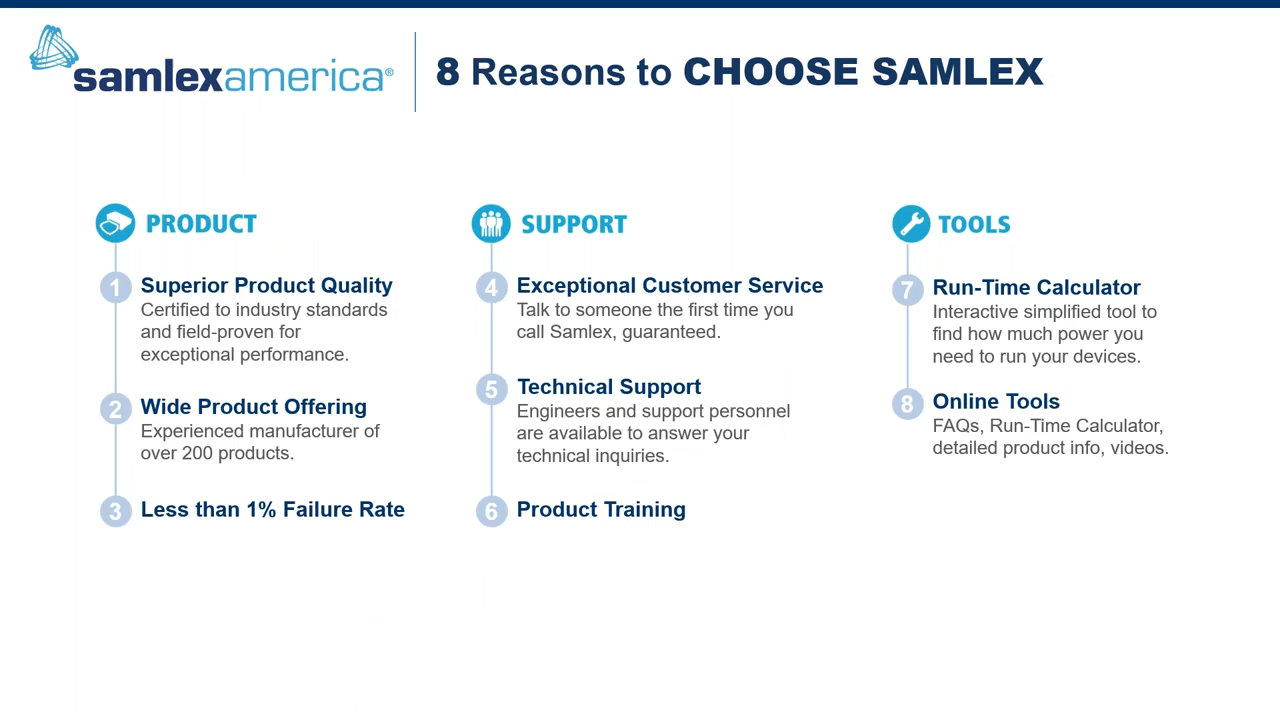 samlexamerica®
8 Reasons to CHOOSE SAMLEX
PRODUCT
1 Superior Product Quality
Certified to industry standards
and field-proven for
exceptional performance.
2 Wide Product Offering
Experienced manufacturer of
over 200 products.
3 Less than 1% Failure Rate
SUPPORT
4 Exceptional Customer Service
Talk to someone the first time you
call Samlex, guaranteed.
5 Technical Support
Engineers and support personnel
are available to answer your
technical inquiries.
6 Product Training
TOOLS
7 Run-Time Calculator
Interactive simplified tool to
find how much power you
need to run your devices.
8 Online Tools
FAQs, Run-Time Calculator,
detailed product info, videos.